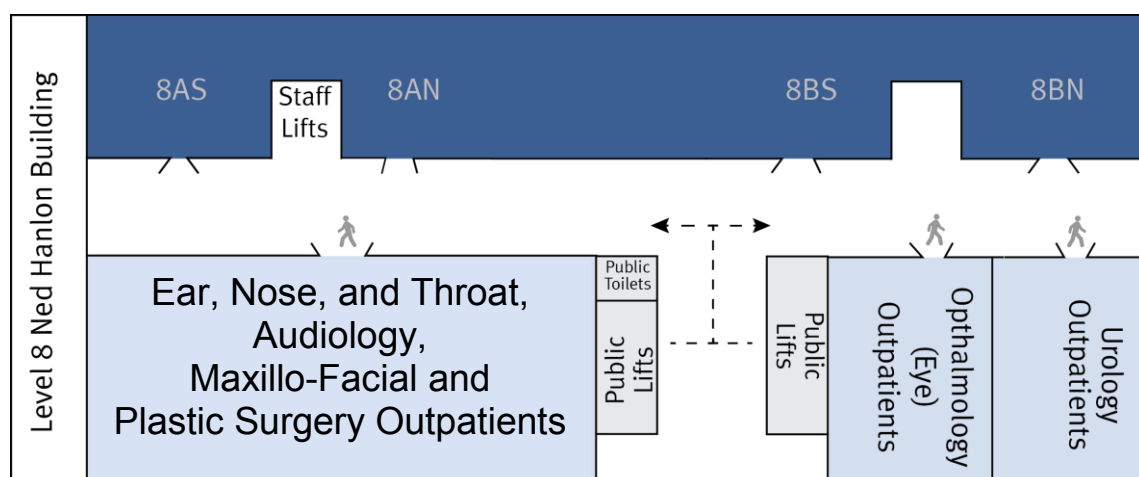 Level 8 Ned Hanlon Building
8AS
Staff
Lifts
8AN
8BS
8BN
Ear, Nose, and Throat,
Audiology,
Maxillo-Facial and
Plastic Surgery Outpatients
Public
Toilets
Public
Lifts
Public
Lifts
Opthalmology
(Eye)
Outpatients
Urology
Outpatients